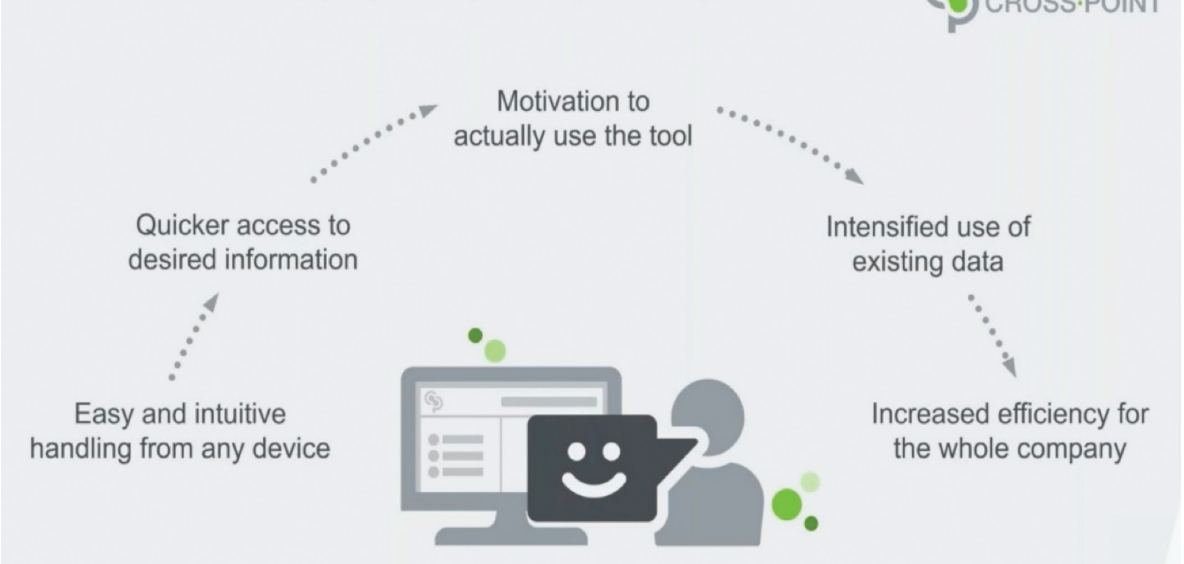 CROSS·POINT
Motivation to
actually use the tool
Quicker access to
desired information
Intensified use of
existing data
Easy and intuitive
handling from any device
Increased efficiency for
the whole company